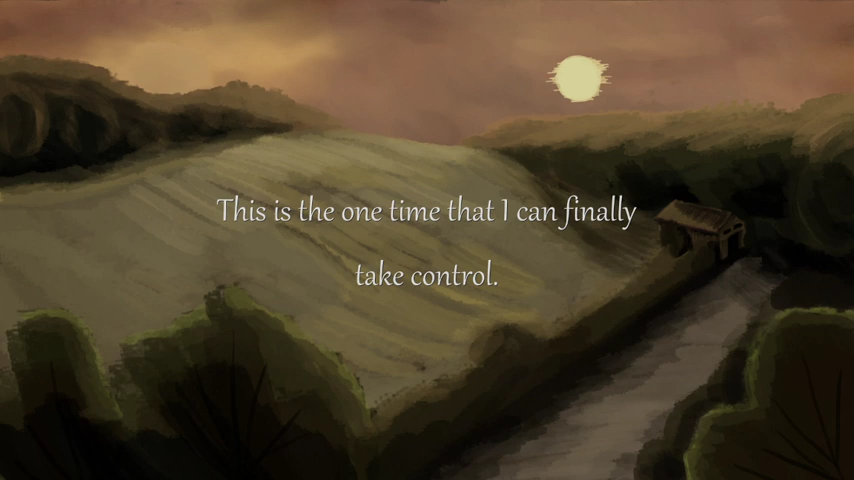 This is the one time that I can finally
take control.